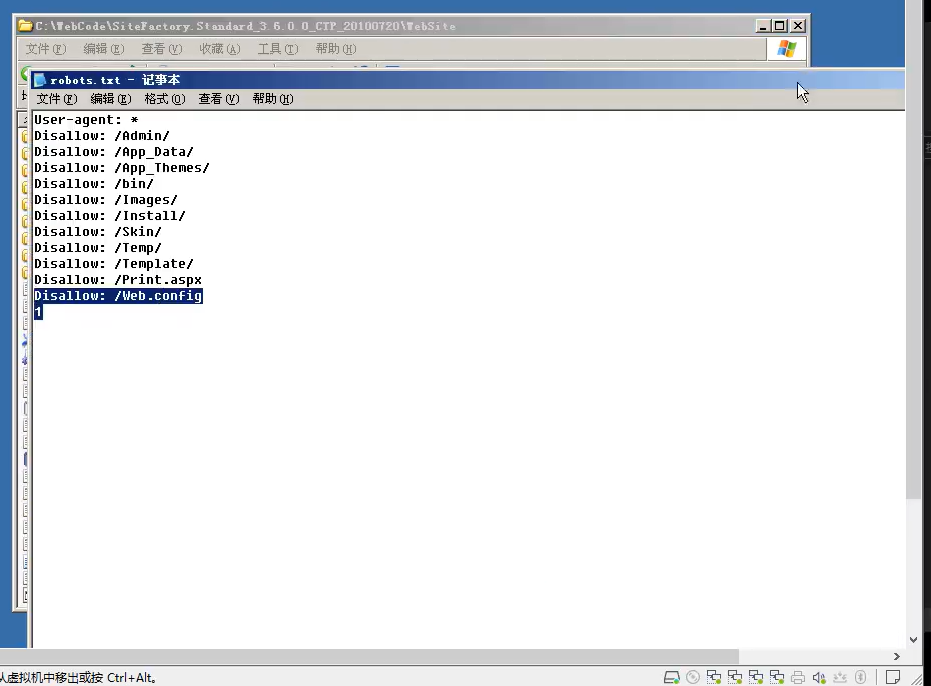 C:\WebCode\SiteFactory.Standard_3.6.0.0_CTP_20100720\WebSite
文件(F) 编辑(E) 查看(V) 收藏(A) 工具(T) 帮助(H)
robots.txt - 记事本
文件(F) 编辑(E) 格式(O) 查看(V) 帮助(H)
User-agent: *
Disallow: /Admin/
Disallow: /App_Data/
Disallow: /App_Themes/
Disallow: /bin/
Disallow: /Images/
Disallow: /Install/
Disallow: /Skin/
Disallow: /Temp/
Disallow: /Template/
Disallow: /Print.aspx
Disallow: /Web.config
1
从虚拟机中移出或按 Ctrl+Alt。